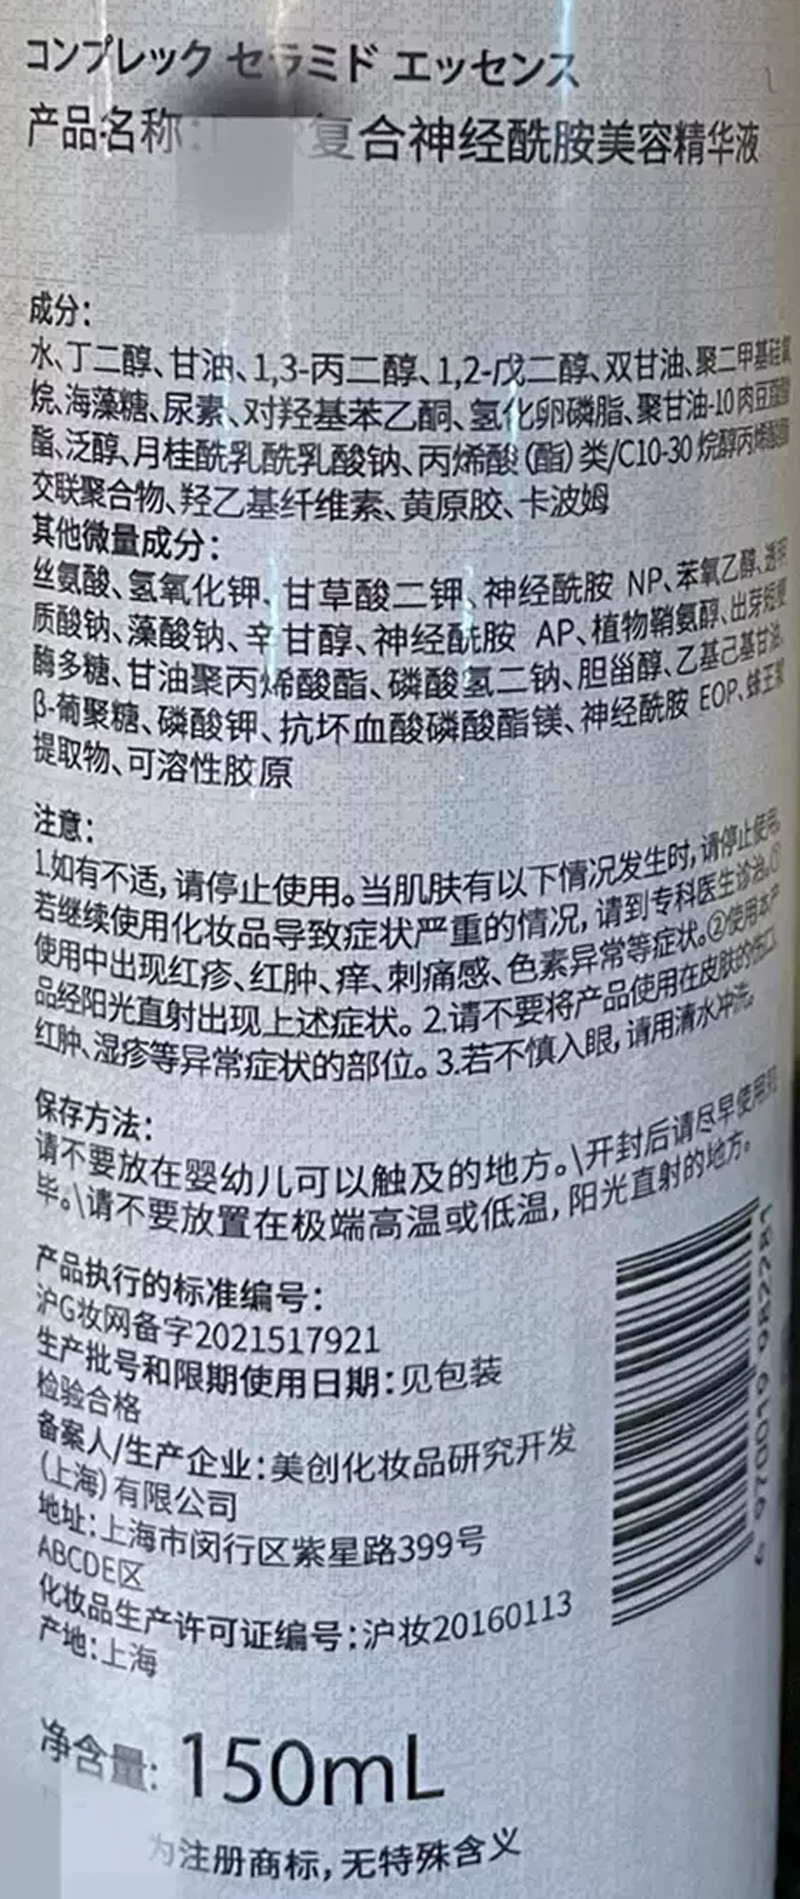 コンプレック セラミド エッセンス
产品名称: 复合神经酰胺美容精华液
成分:
水、丁二醇、甘油、1,3-丙二醇、1,2-戊二醇、双甘油、聚二甲基硅氧
烷、海藻糖、尿素、对羟基苯乙酮、氢化卵磷脂、聚甘油-10肉豆蔻酸
酯、泛醇、月桂酰乳酰乳酸钠、丙烯酸(酯)类/C10-30烷醇丙烯酸酯
交联聚合物、羟乙基纤维素、黄原胶、卡波姆
其他微量成分:
丝氨酸、氢氧化钾、甘草酸二钾、神经酰胺 NP、苯氧乙醇、透明
质酸钠、藻酸钠、辛甘醇、神经酰胺 AP、植物鞘氨醇、出芽短梗
酶多糖、甘油聚丙烯酸酯、磷酸氢二钠、胆甾醇、乙基己基甘油、
β-葡聚糖、磷酸钾、抗坏血酸磷酸酯镁、神经酰胺 EOP、蜂王浆
提取物、可溶性胶原
注意:
1.如有不适,请停止使用。当肌肤有以下情况发生时,请停止使用。
若继续使用化妆品导致症状严重的情况,请到专科医生诊治。①
使用中出现红疹、红肿、痒、刺痛感、色素异常等症状。②使用本产
品经阳光直射出现上述症状。2.请不要将产品使用在皮肤的伤口、
红肿、湿疹等异常症状的部位。3.若不慎入眼,请用清水冲洗。
保存方法:
请不要放在婴幼儿可以触及的地方。\开封后请尽早使用完
毕。\请不要放置在极端高温或低温,阳光直射的地方。
产品执行的标准编号:
沪G妆网备字2021517921
生产批号和限期使用日期:见包装
检验合格
备案人/生产企业:美创化妆品研究开发
(上海)有限公司
地址:上海市闵行区紫星路399号
ABCDE区
化妆品生产许可证编号:沪妆20160113
产地:上海
6 970019 982281
净含量: 150mL
为注册商标,无特殊含义